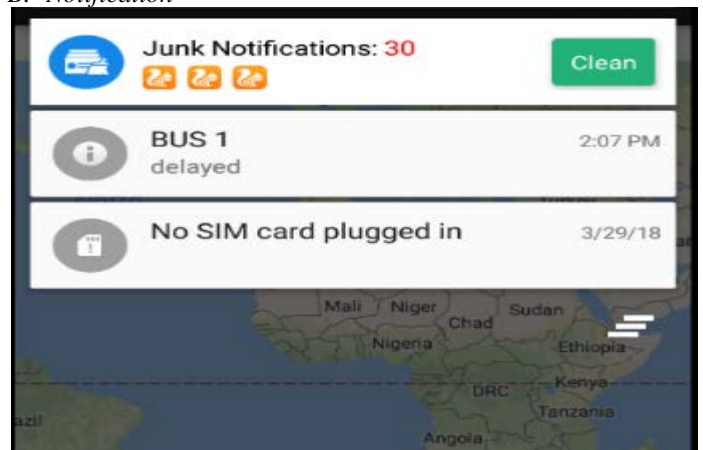 B. Notification
Junk Notifications: 30
Clean
BUS 1
2:07 PM
delayed
No SIM card plugged in
3/29/18
Mali
Niger
Sudan
Chad
Nigeria
Ethiopia
DRC
Kenya
Tanzania
Angola